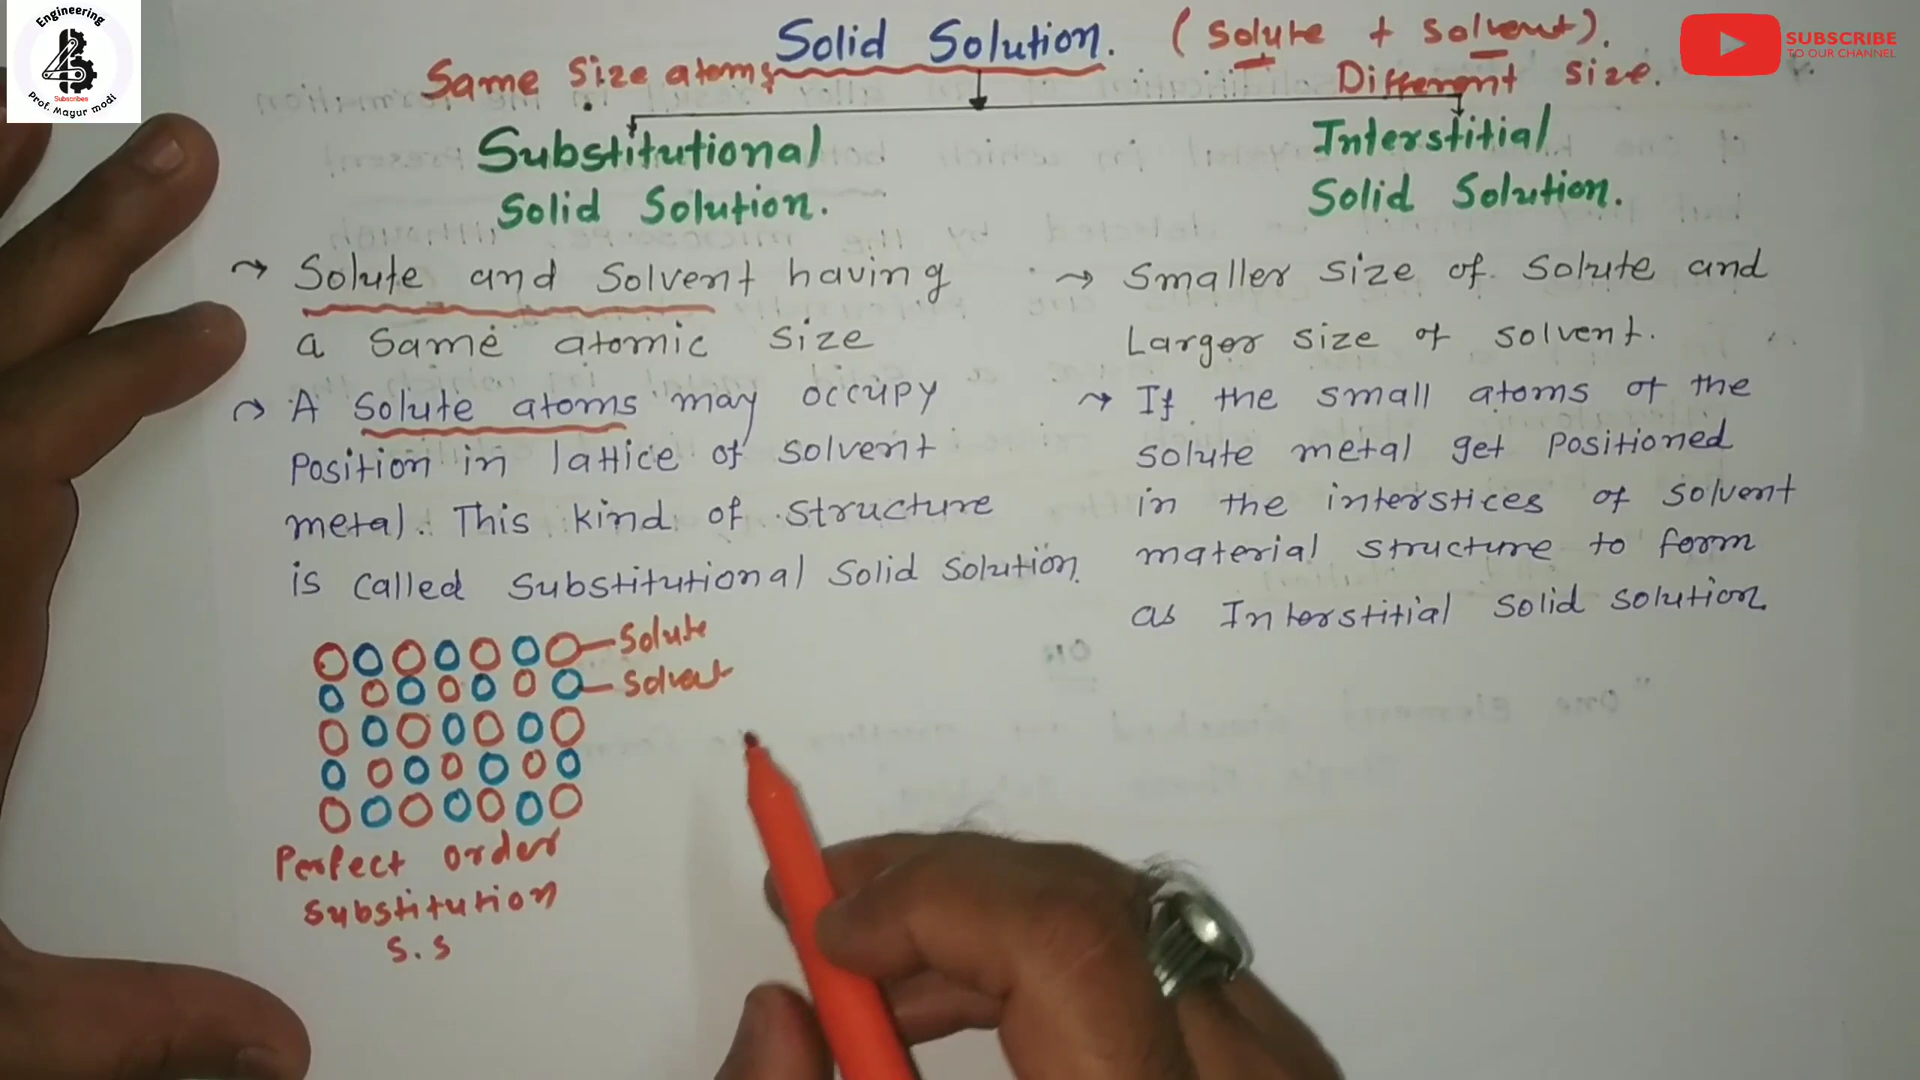 Engineering
Subscribes
Prof. Mayur modi
SUBSCRIBE
TO OUR CHANNEL
Solid Solution. (Solute + Solvent).
Same Size atoms
Different size.
Substitutional
Solid Solution.
→ Solute and Solvent having
a same atomic size
→ A solute atoms may occupy
position in lattice of solvent
metal. This kind of structure
is called substitutional solid solution.
Solute
Solvent
Perfect order
substitution
S.S
Interstitial
Solid Solution.
→ Smaller size of solute and
Larger size of solvent.
→ If the small atoms of the
solute metal get positioned
in the interstices of solvent
material structure to form
as Interstitial solid solution.